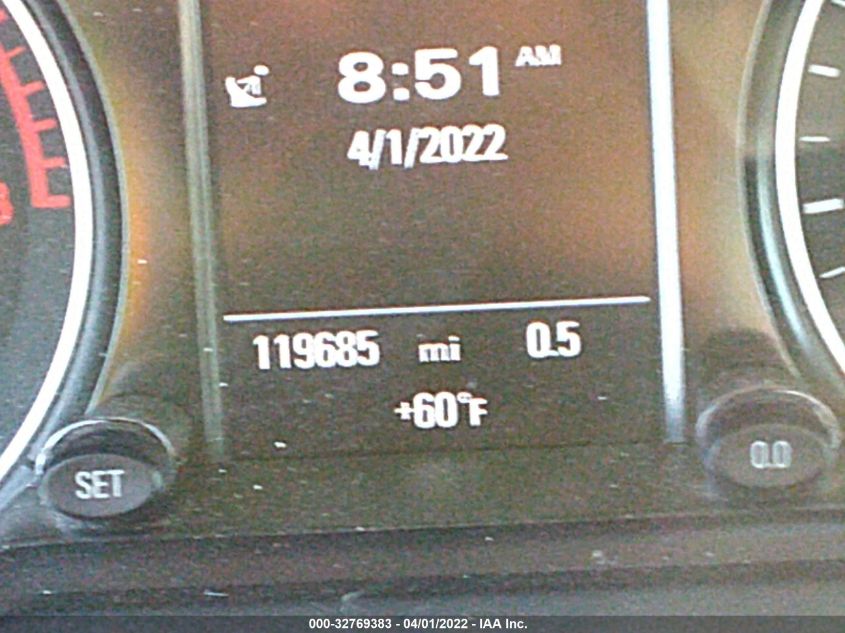 8:51 AM
4/1/2022
119685 mi 0.5
+60°F
SET
0.0
000-32769383 - 04/01/2022 - IAA Inc.